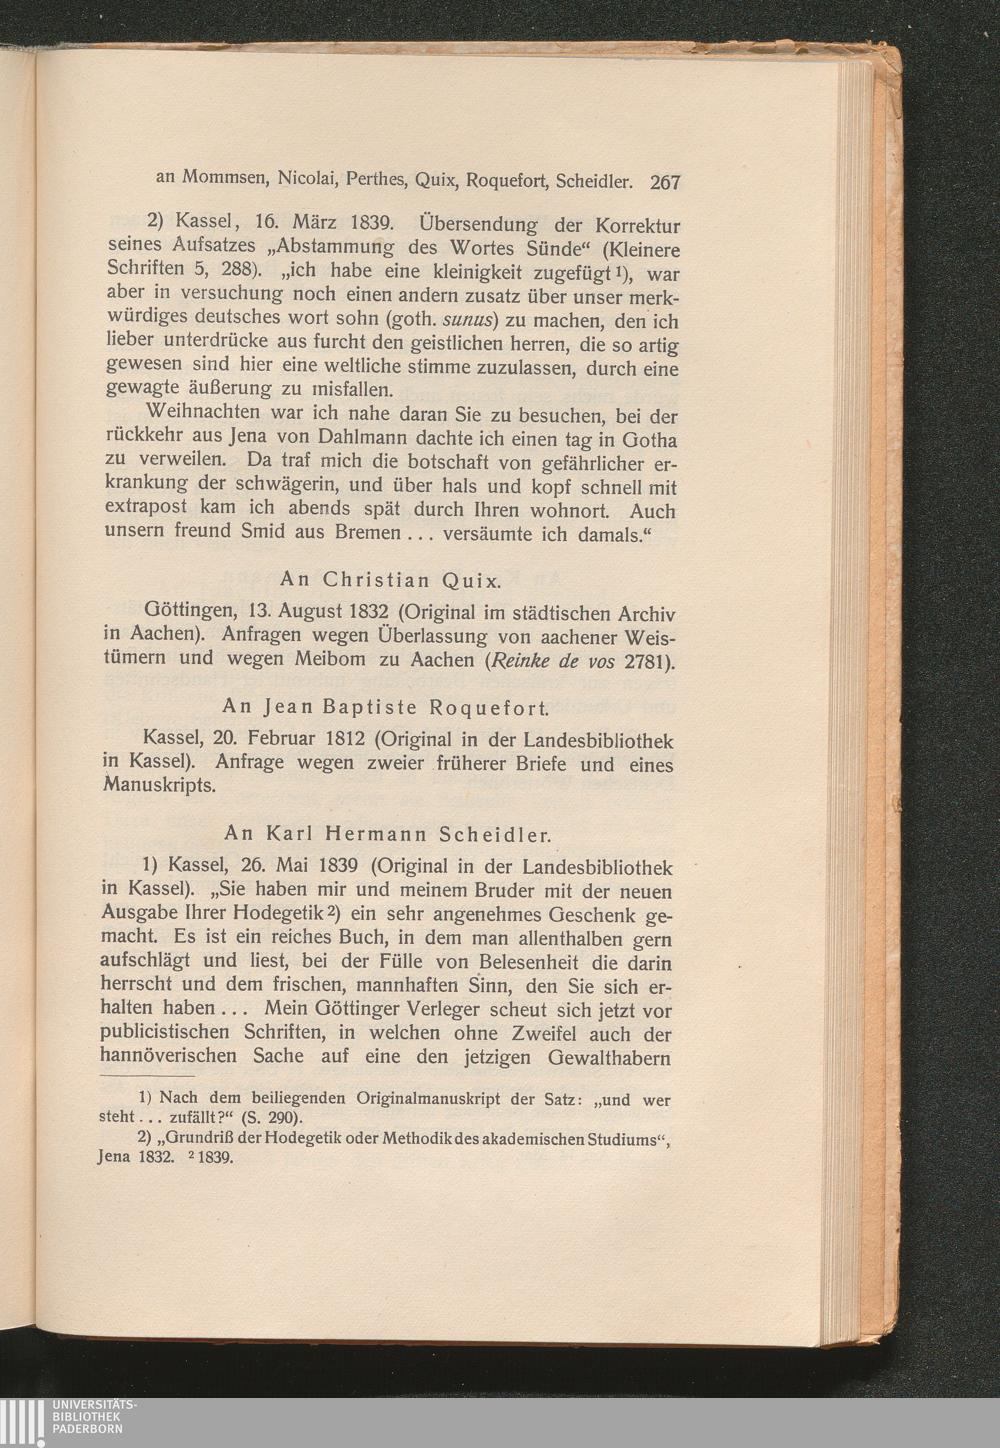 an Mommsen, Nicolai, Perthes, Quix, Roquefort, Scheidler. 267
2) Kassel, 16. März 1839. Übersendung der Korrektur
seines Aufsatzes „Abstammung des Wortes Sünde“ (Kleinere
Schriften 5, 288). „ich habe eine kleinigkeit zugefügt¹), war
aber in versuchung noch einen andern zusatz über unser merk-
würdiges deutsches wort sohn (goth. sunus) zu machen, den ich
lieber unterdrücke aus furcht den geistlichen herren, die so artig
gewesen sind hier eine weltliche stimme zuzulassen, durch eine
gewagte äußerung zu misfallen.
Weihnachten war ich nahe daran Sie zu besuchen, bei der
rückkehr aus Jena von Dahlmann dachte ich einen tag in Gotha
zu verweilen. Da traf mich die botschaft von gefährlicher er-
krankung der schwägerin, und über hals und kopf schnell mit
extrapost kam ich abends spät durch Ihren wohnort. Auch
unsern freund Smid aus Bremen ... versäumte ich damals.“
An Christian Quix.
Göttingen, 13. August 1832 (Original im städtischen Archiv
in Aachen). Anfragen wegen Überlassung von aachener Weis-
tümern und wegen Meibom zu Aachen (Reinke de vos 2781).
An Jean Baptiste Roquefort.
Kassel, 20. Februar 1812 (Original in der Landesbibliothek
in Kassel). Anfrage wegen zweier früherer Briefe und eines
Manuskripts.
An Karl Hermann Scheidler.
1) Kassel, 26. Mai 1839 (Original in der Landesbibliothek
in Kassel). „Sie haben mir und meinem Bruder mit der neuen
Ausgabe Ihrer Hodegetik²) ein sehr angenehmes Geschenk ge-
macht. Es ist ein reiches Buch, in dem man allenthalben gern
aufschlägt und liest, bei der Fülle von Belesenheit die darin
herrscht und dem frischen, mannhaften Sinn, den Sie sich er-
halten haben ... Mein Göttinger Verleger scheut sich jetzt vor
publicistischen Schriften, in welchen ohne Zweifel auch der
hannöverischen Sache auf eine den jetzigen Gewalthabern
1) Nach dem beiliegenden Originalmanuskript der Satz: „und wer
steht ... zufällt?“ (S. 290).
2) „Grundriß der Hodegetik oder Methodik des akademischen Studiums“,
Jena 1832. ² 1839.
UNIVERSITÄTS-
BIBLIOTHEK
PADERBORN